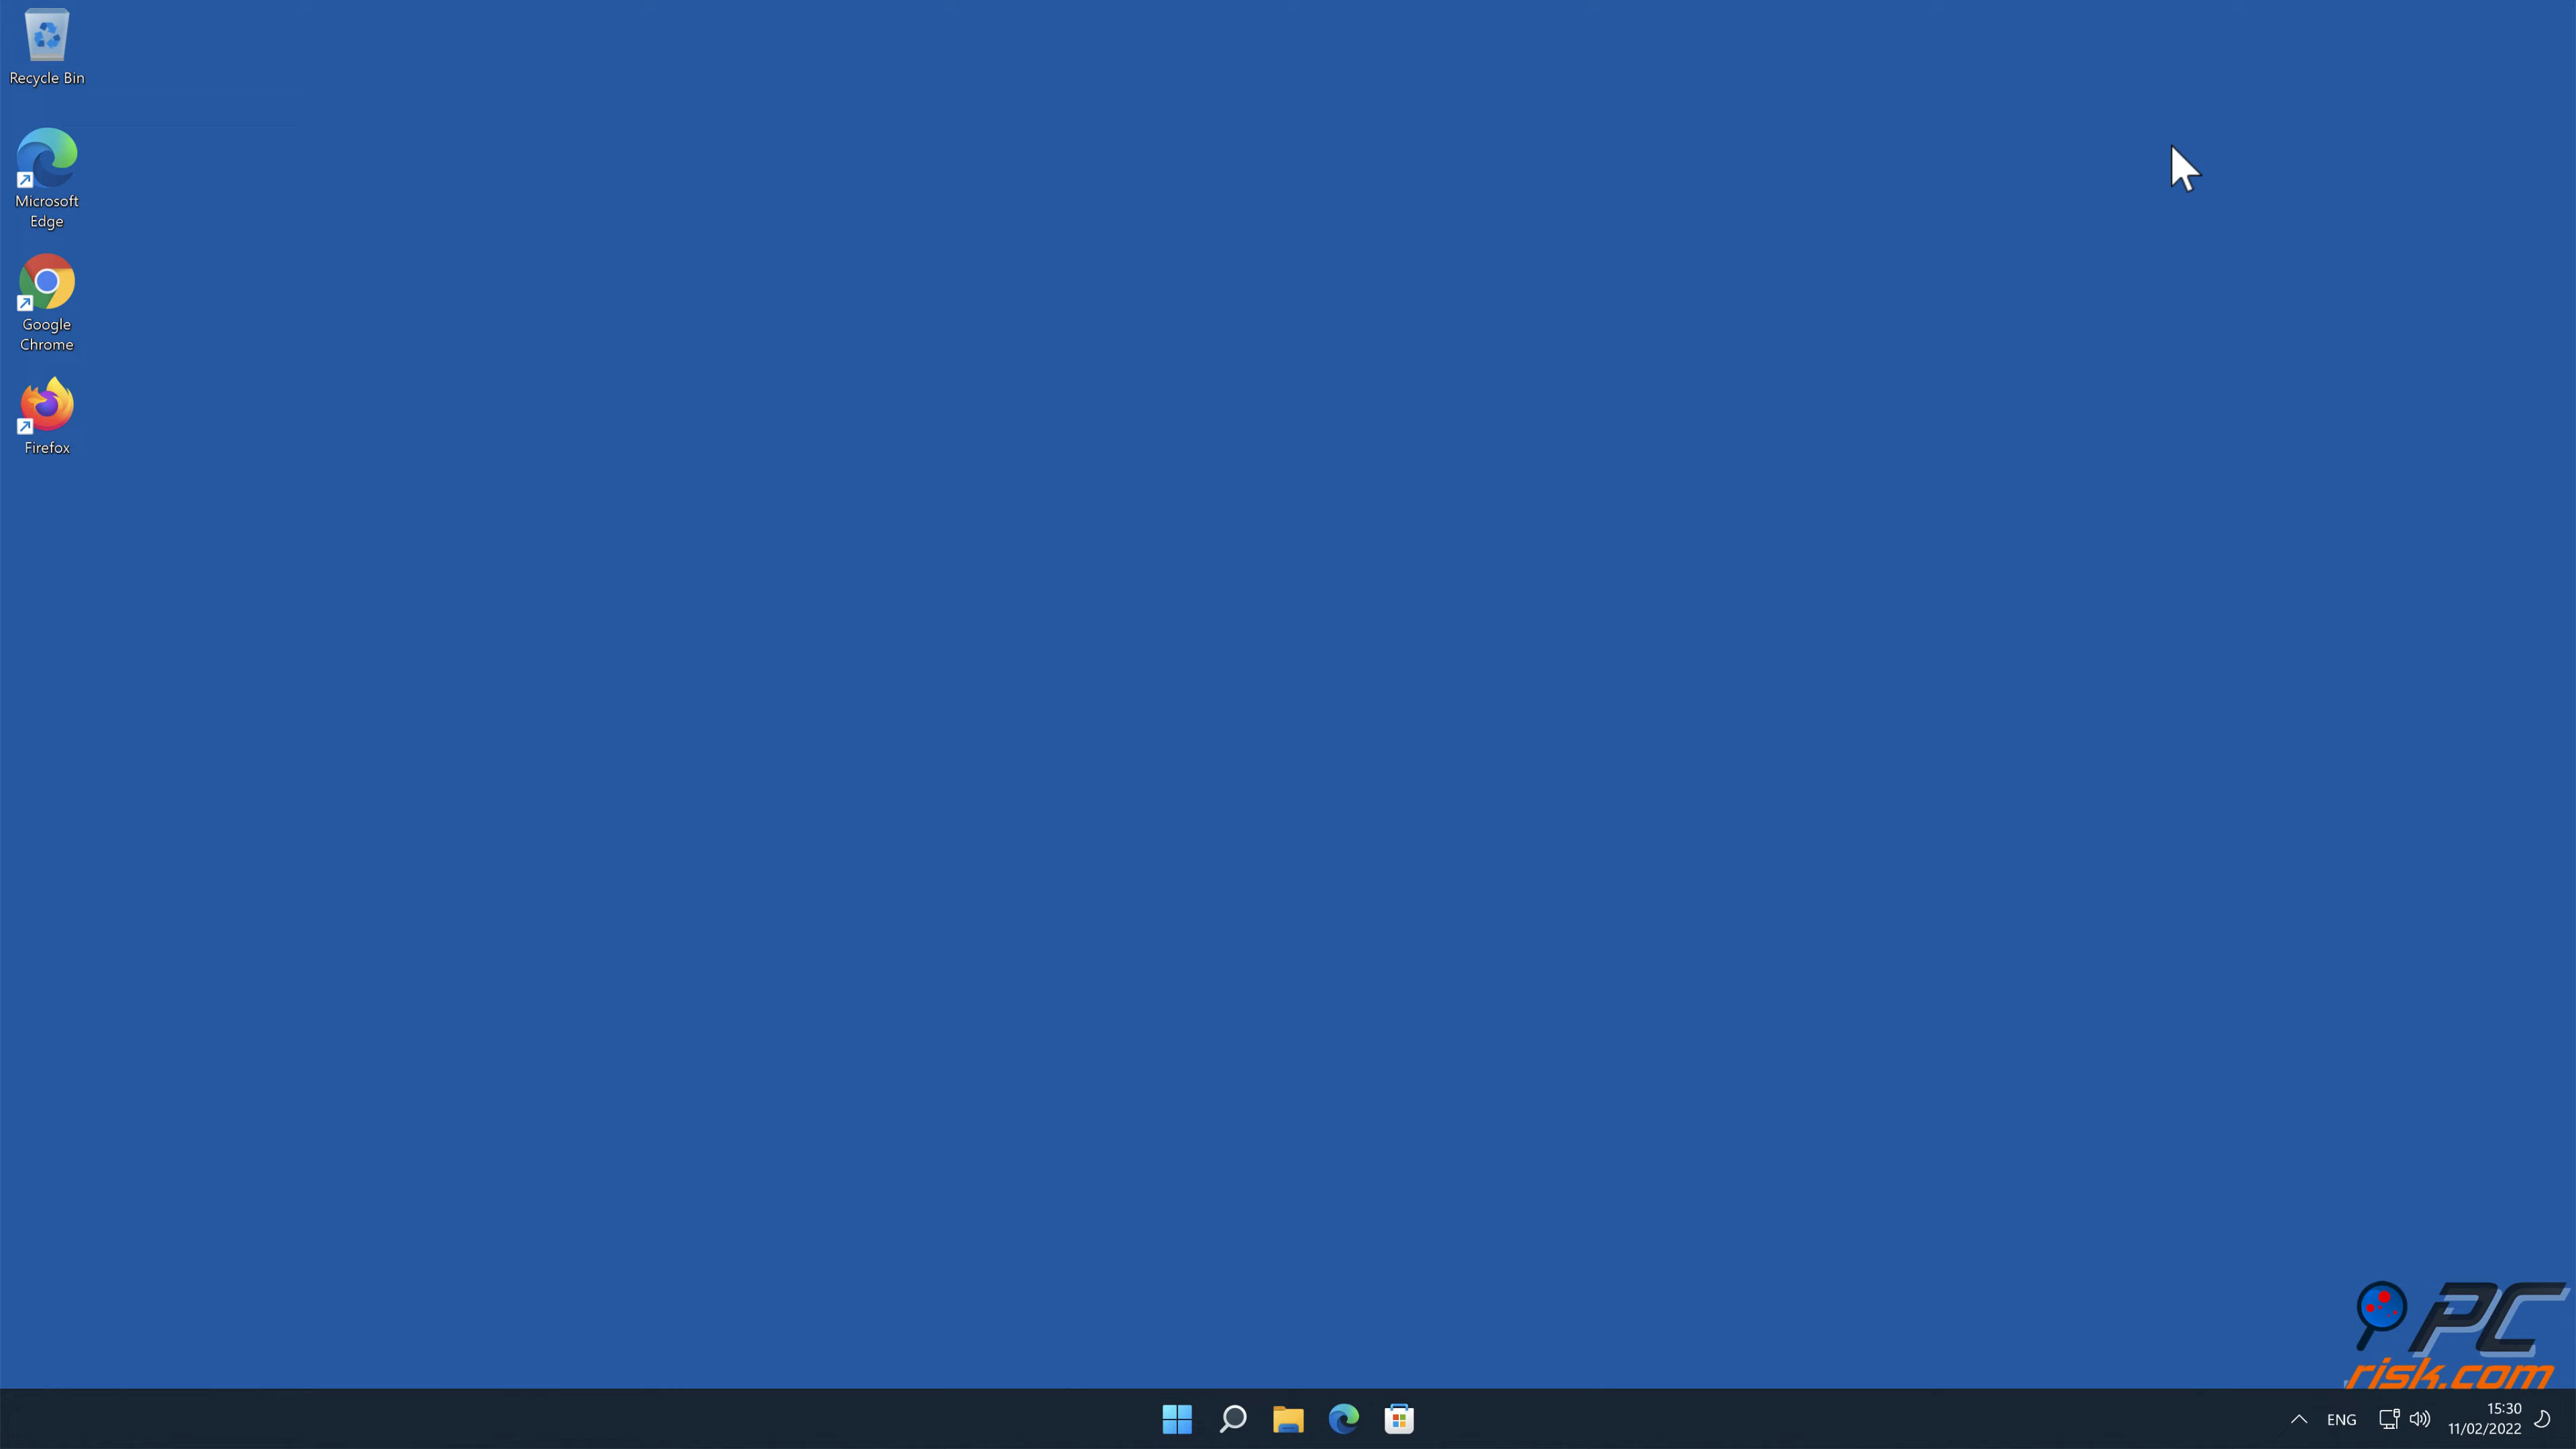 Recycle Bin
Microsoft
Edge
Google
Chrome
Firefox
PC
risk.com
ENG
15:30
11/02/2022